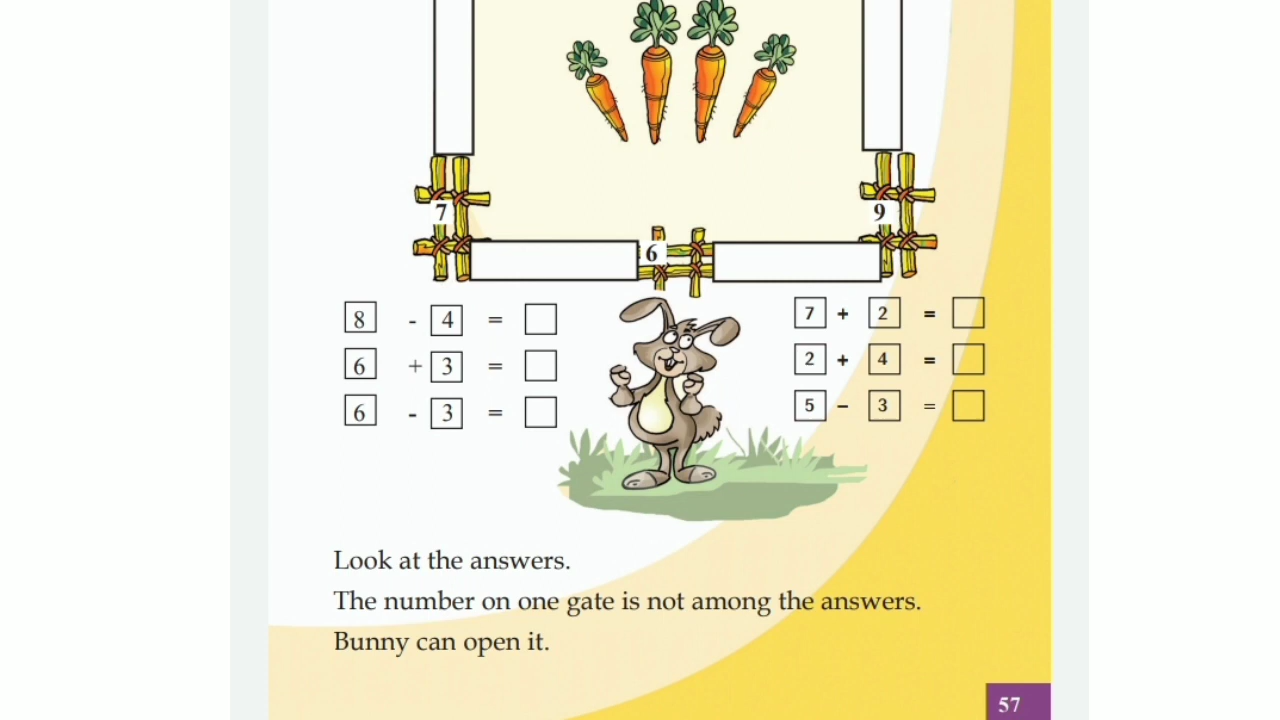 7
9
6
8 - 4 =
6 + 3 =
6 - 3 =
7 + 2 =
2 + 4 =
5 – 3 =
Look at the answers.
The number on one gate is not among the answers.
Bunny can open it.
57